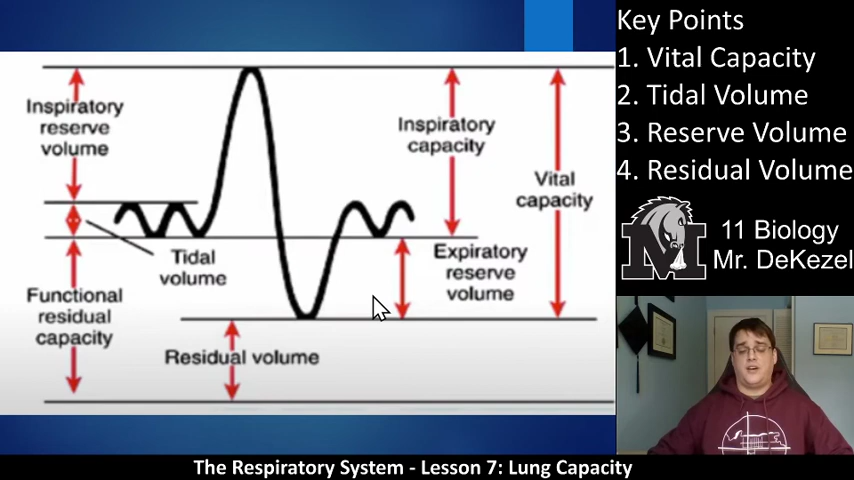 Key Points
1. Vital Capacity
2. Tidal Volume
3. Reserve Volume
4. Residual Volume
M
11 Biology
Mr. DeKezel
Inspiratory
reserve
volume
Tidal
volume
Functional
residual
capacity
Residual volume
Inspiratory
capacity
Expiratory
reserve
volume
Vital
capacity
The Respiratory System - Lesson 7: Lung Capacity